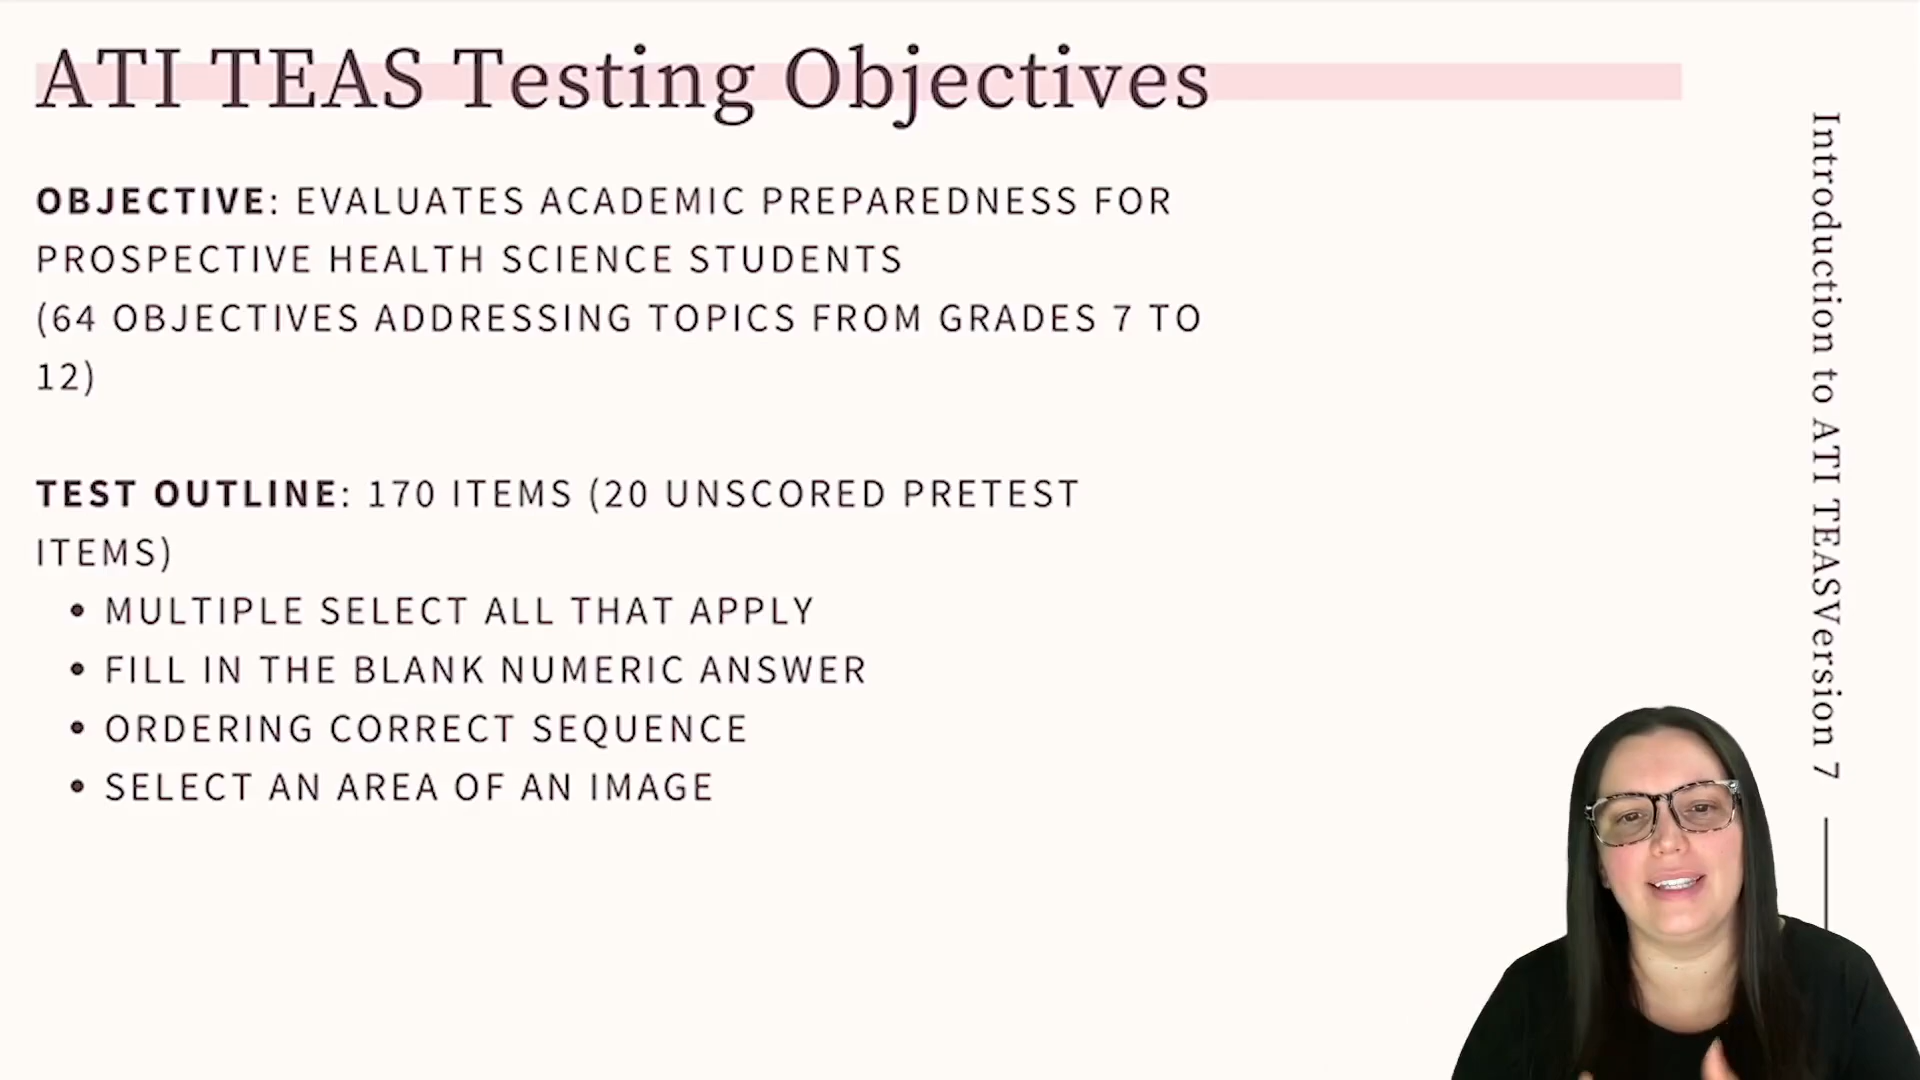 ATI TEAS Testing Objectives
OBJECTIVE: EVALUATES ACADEMIC PREPAREDNESS FOR
PROSPECTIVE HEALTH SCIENCE STUDENTS
(64 OBJECTIVES ADDRESSING TOPICS FROM GRADES 7 TO
12)
TEST OUTLINE: 170 ITEMS (20 UNSCORED PRETEST
ITEMS)
• MULTIPLE SELECT ALL THAT APPLY
• FILL IN THE BLANK NUMERIC ANSWER
• ORDERING CORRECT SEQUENCE
• SELECT AN AREA OF AN IMAGE
Introduction to ATI TEASVersion 7